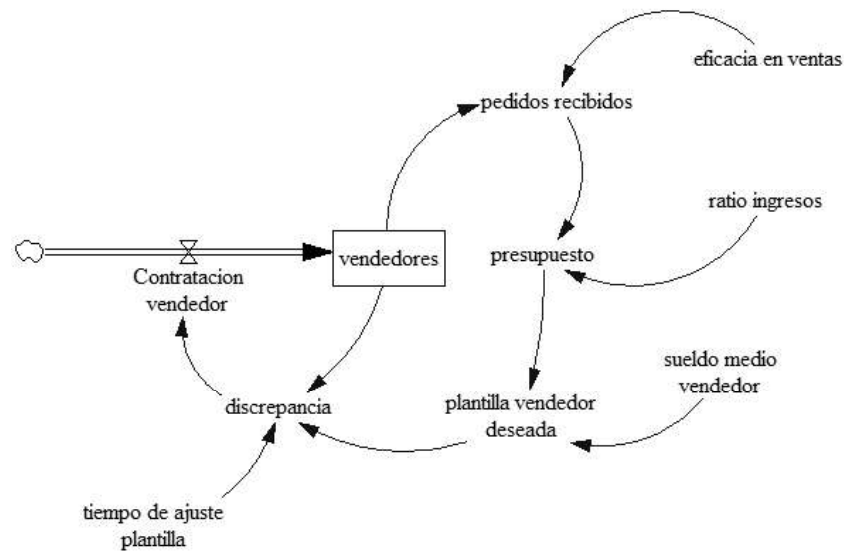 eficacia en ventas
pedidos recibidos
ratio ingresos
vendedores
presupuesto
Contratacion
vendedor
sueldo medio
vendedor
discrepancia
plantilla vendedor
deseada
tiempo de ajuste
plantilla